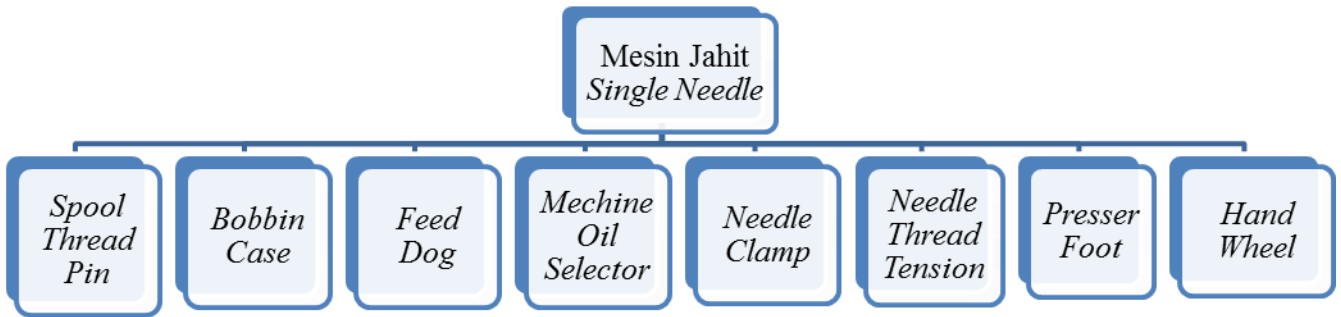 Mesin Jahit
Single Needle
Spool
Thread
Pin
Bobbin
Case
Feed
Dog
Mechine
Oil
Selector
Needle
Clamp
Needle
Thread
Tension
Presser
Foot
Hand
Wheel